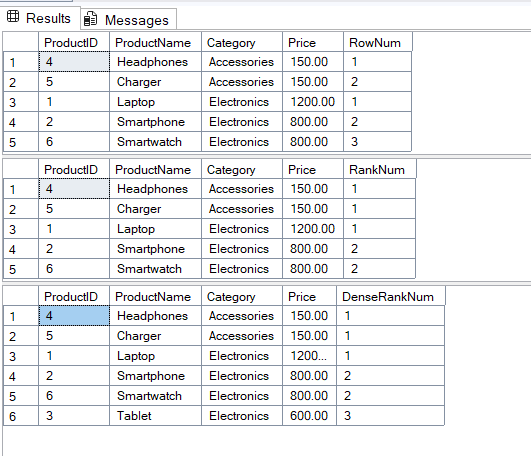 Results Messages
ProductID ProductName Category Price RowNum
1 4 Headphones Accessories 150.00 1
2 5 Charger Accessories 150.00 2
3 1 Laptop Electronics 1200.00 1
4 2 Smartphone Electronics 800.00 2
5 6 Smartwatch Electronics 800.00 3
ProductID ProductName Category Price RankNum
1 4 Headphones Accessories 150.00 1
2 5 Charger Accessories 150.00 1
3 1 Laptop Electronics 1200.00 1
4 2 Smartphone Electronics 800.00 2
5 6 Smartwatch Electronics 800.00 2
ProductID ProductName Category Price DenseRankNum
1 4 Headphones Accessories 150.00 1
2 5 Charger Accessories 150.00 1
3 1 Laptop Electronics 1200... 1
4 2 Smartphone Electronics 800.00 2
5 6 Smartwatch Electronics 800.00 2
6 3 Tablet Electronics 600.00 3